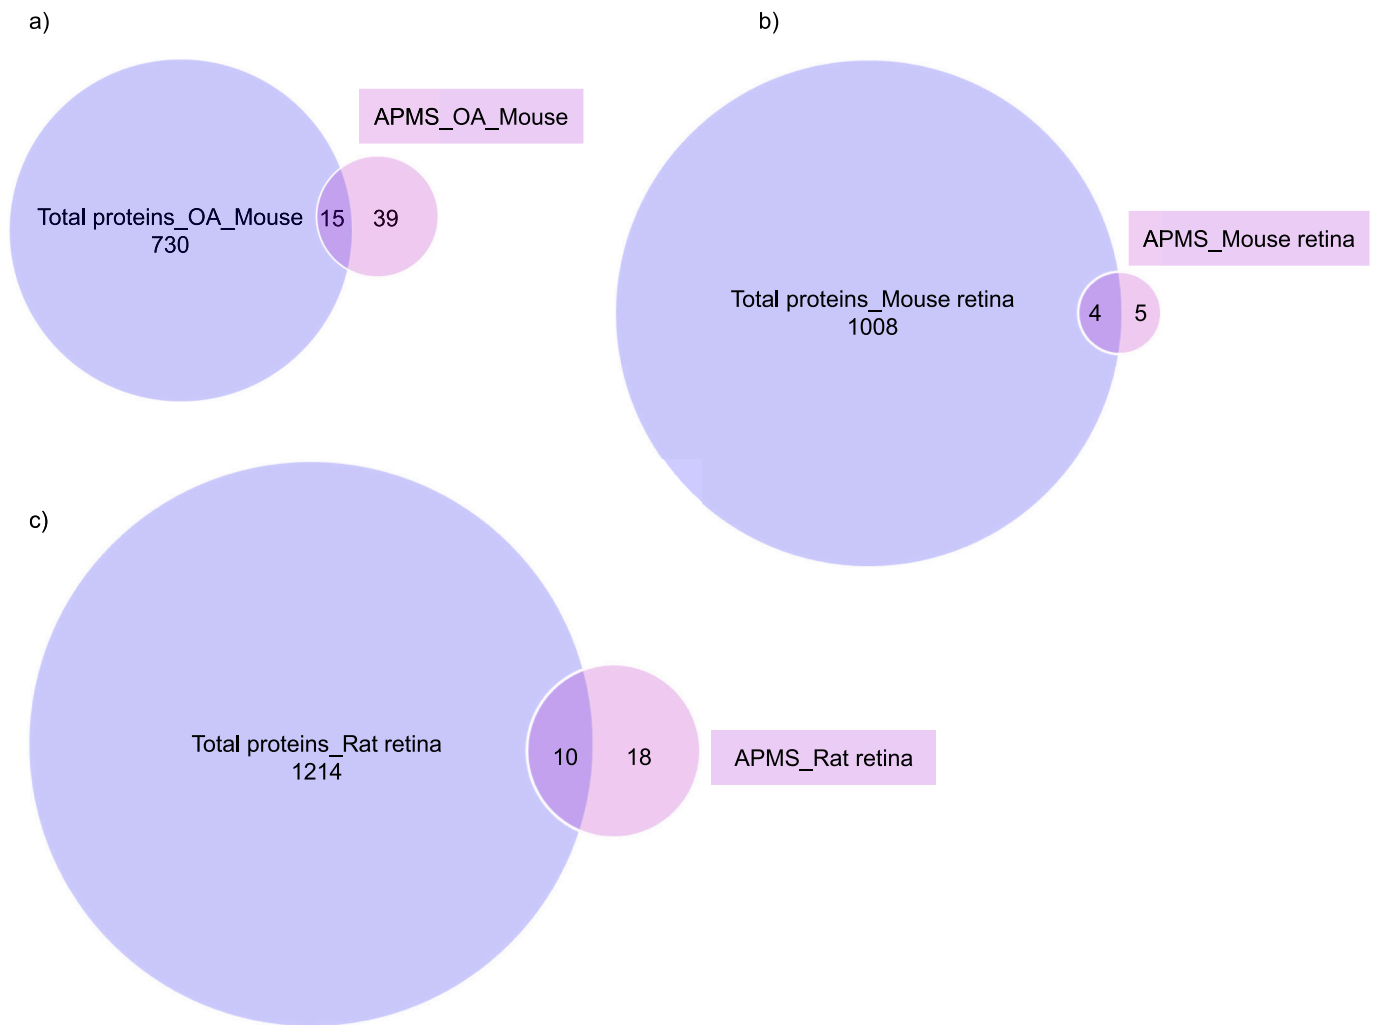 a)
APMS_OA_Mouse
Total proteins_OA_Mouse
730
15
39
b)
APMS_Mouse retina
Total proteins_Mouse retina
1008
4
5
c)
Total proteins_Rat retina
1214
10
18
APMS_Rat retina